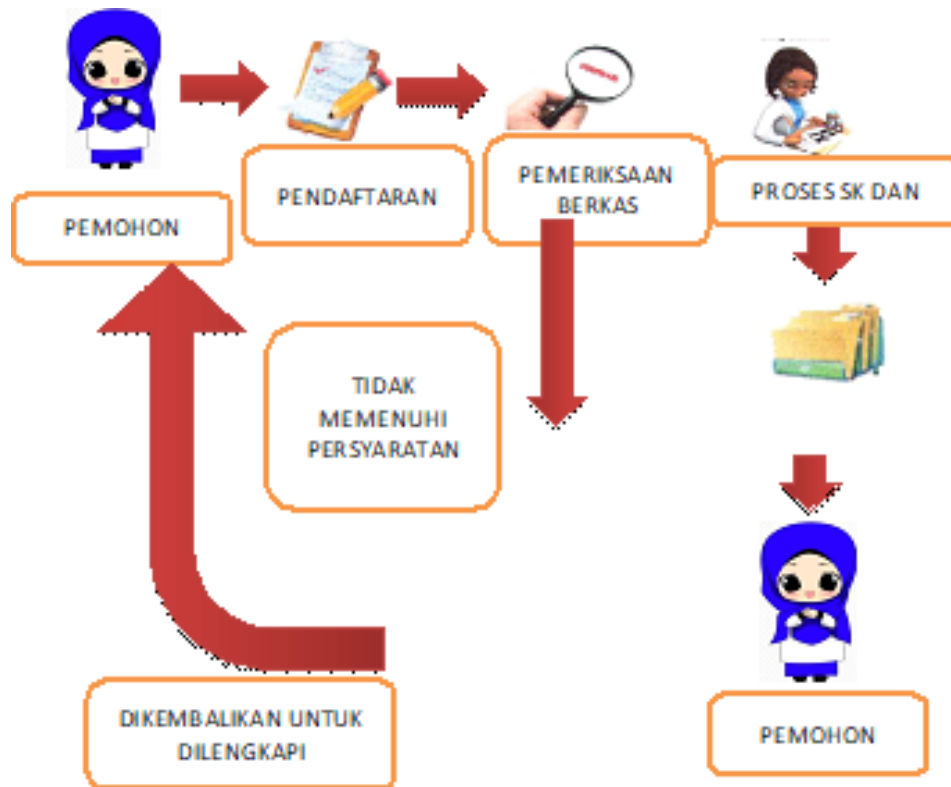 PEMOHON
PENDAFTARAN
PEMERIKSAAN
BERKAS
PROSES SK DAN
TIDAK
MEMENUHI
PERSYARATAN
DIKEMBALIKAN UNTUK
DILENGKAPI
PEMOHON